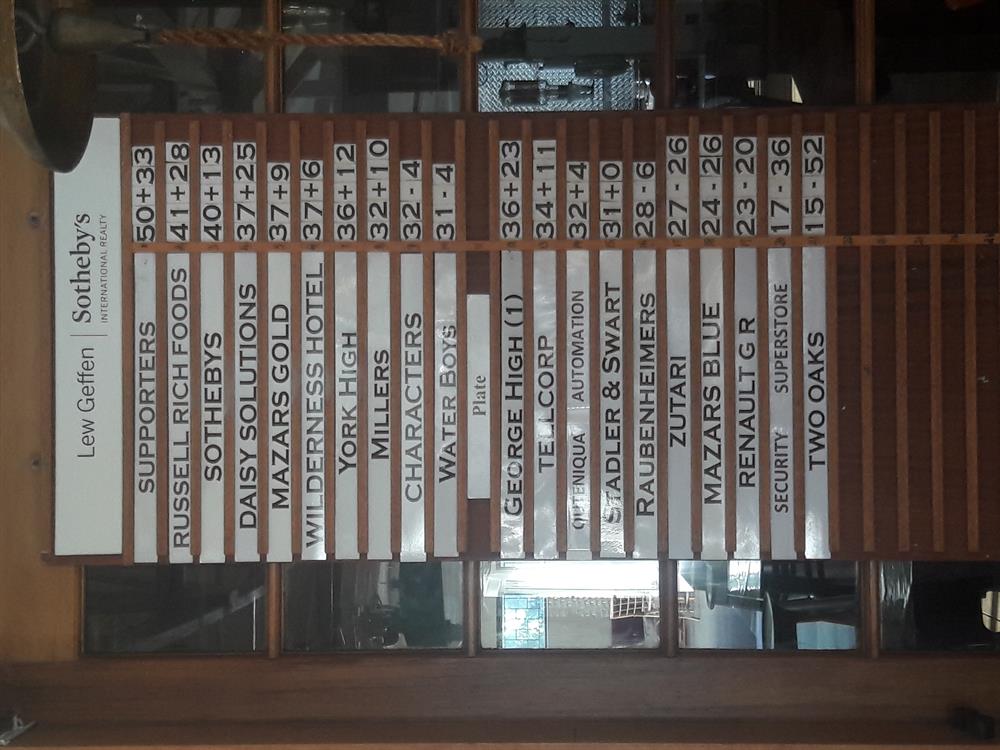 Lew Geffen | Sotheby's
INTERNATIONAL REALTY
SUPPORTERS 50+33
RUSSELL RICH FOODS 41+28
SOTHEBYS 40+13
DAISY SOLUTIONS 37+25
MAZARS GOLD 37+9
WILDERNESS HOTEL 37+6
YORK HIGH 36+12
MILLERS 32+10
CHARACTERS 32-4
WATER BOYS 31-4
Plate
GEORGE HIGH (1) 36+23
TELLCORP 34+11
OUTENIQUA AUTOMATION 32+4
STADLER & SWART 31+0
RAUBENHEIMERS 28-6
ZUTARI 27-26
MAZARS BLUE 24-26
RENAULT G R 23-20
SECURITY SUPERSTORE 17-36
TWO OAKS 15-52